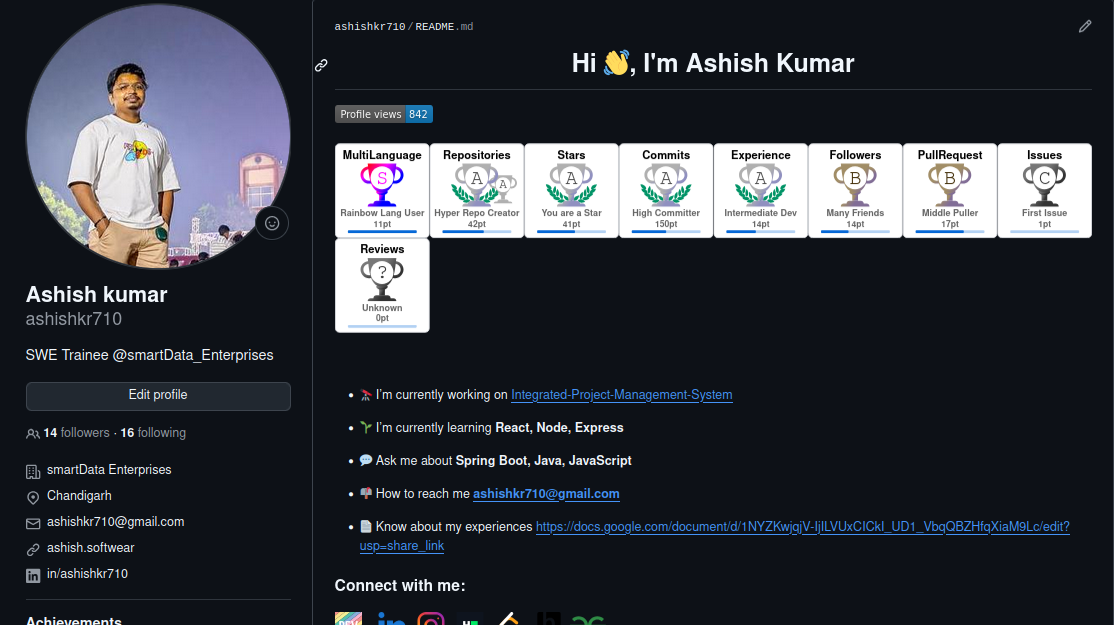 Ashish kumar
ashishkr710
SWE Trainee @smartData_Enterprises
Edit profile
14 followers · 16 following
smartData Enterprises
Chandigarh
ashishkr710@gmail.com
ashish.softwear
in/ashishkr710
Achievements
ashishkr710/README.md
Hi 👋, I'm Ashish Kumar
Profile views 842
MultiLanguage
S
Rainbow Lang User
11pt
Repositories
A A
Hyper Repo Creator
42pt
Stars
A
You are a Star
41pt
Commits
A
High Committer
150pt
Experience
A
Intermediate Dev
14pt
Followers
B
Many Friends
14pt
PullRequest
B
Middle Puller
17pt
Issues
C
First Issue
1pt
Reviews
?
Unknown
0pt
• 🔭 I'm currently working on Integrated-Project-Management-System
• 🌱 I'm currently learning React, Node, Express
• 💬 Ask me about Spring Boot, Java, JavaScript
• 📫 How to reach me ashishkr710@gmail.com
• 📄 Know about my experiences https://docs.google.com/document/d/1NYZKwjqjV-IjILVUxCICkI_UD1_VbqQBZHfqXiaM9Lc/edit?
usp=share_link
Connect with me: